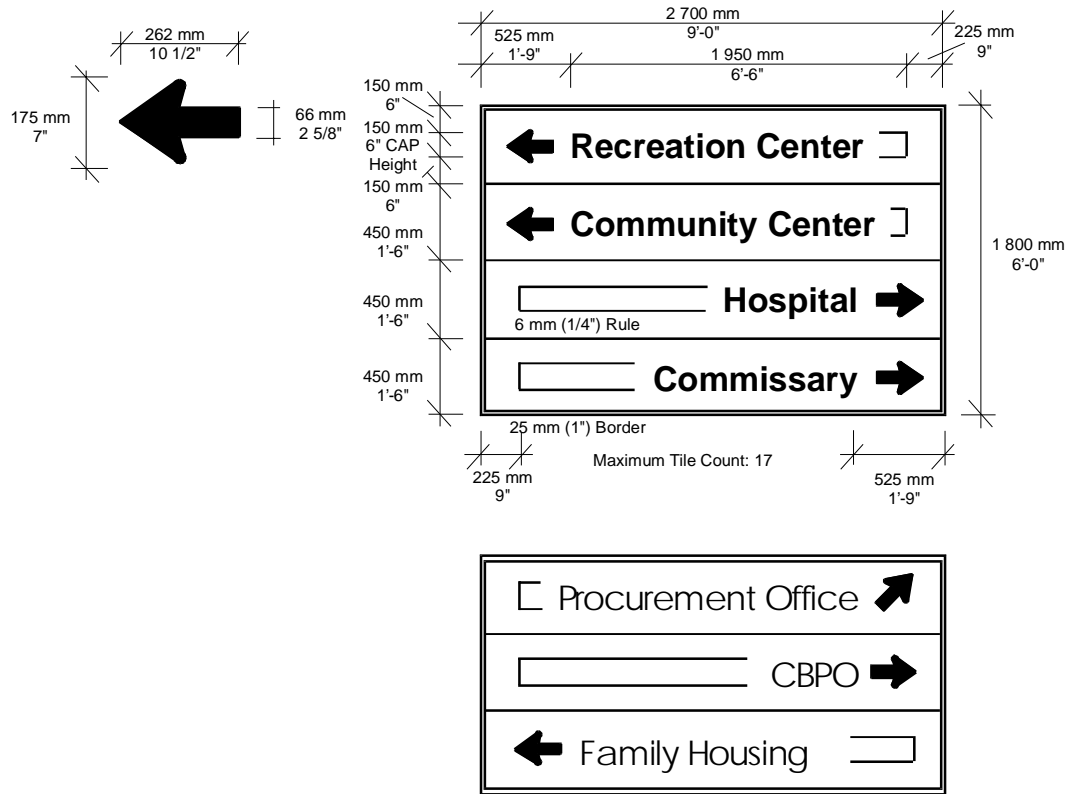 262 mm
10 1/2"
175 mm
7"
66 mm
2 5/8"
2 700 mm
9'-0"
525 mm
1'-9"
1 950 mm
6'-6"
225 mm
9"
150 mm
6"
150 mm
6" CAP
Height
150 mm
6"
450 mm
1'-6"
450 mm
1'-6"
450 mm
1'-6"
Recreation Center
Community Center
Hospital
6 mm (1/4") Rule
Commissary
1 800 mm
6'-0"
25 mm (1") Border
Maximum Tile Count: 17
225 mm
9"
525 mm
1'-9"
Procurement Office
CBPO
Family Housing